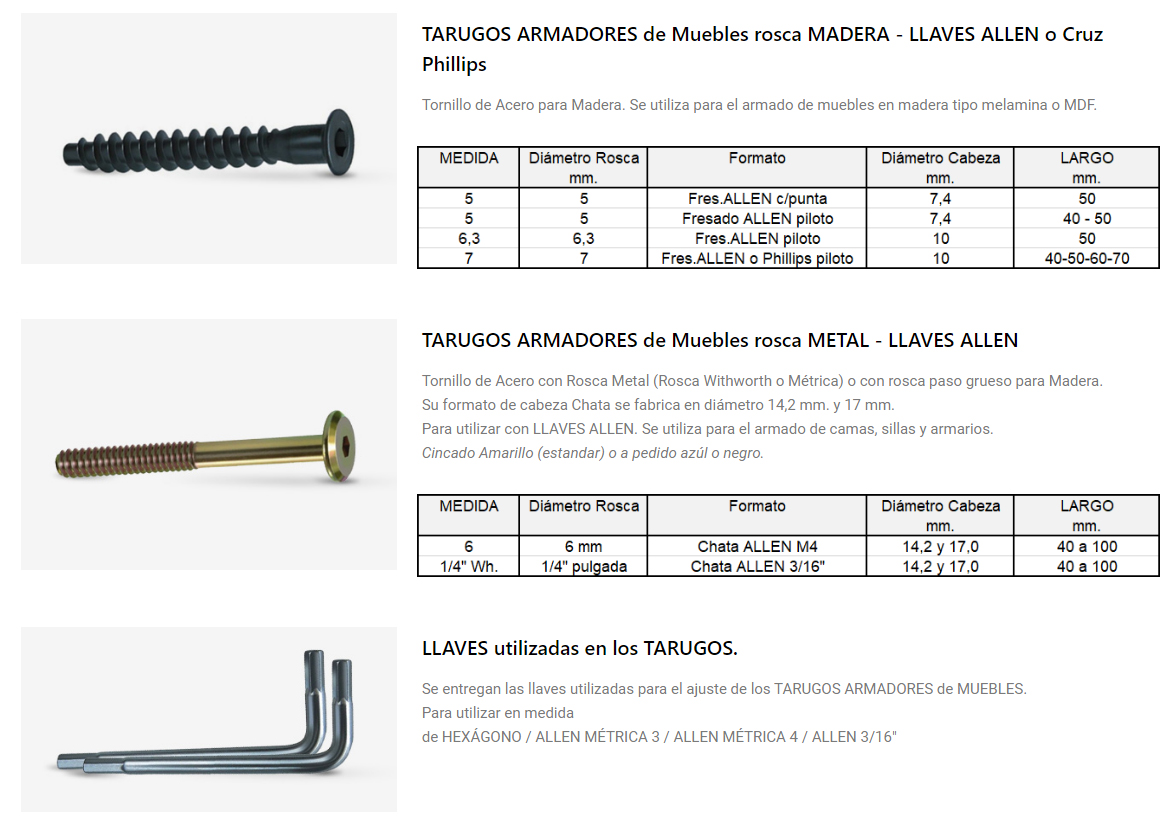 TARUGOS ARMADORES de Muebles rosca MADERA - LLAVES ALLEN o Cruz
Phillips
Tornillo de Acero para Madera. Se utiliza para el armado de muebles en madera tipo melamina o MDF.
MEDIDA Diámetro Rosca mm. Formato Diámetro Cabeza mm. LARGO mm.
5 5 Fres.ALLEN c/punta 7,4 50
5 5 Fresado ALLEN piloto 7,4 40 - 50
6,3 6,3 Fres.ALLEN piloto 10 50
7 7 Fres.ALLEN o Phillips piloto 10 40-50-60-70
TARUGOS ARMADORES de Muebles rosca METAL - LLAVES ALLEN
Tornillo de Acero con Rosca Metal (Rosca Withworth o Métrica) o con rosca paso grueso para Madera.
Su formato de cabeza Chata se fabrica en diámetro 14,2 mm. y 17 mm.
Para utilizar con LLAVES ALLEN. Se utiliza para el armado de camas, sillas y armarios.
Cincado Amarillo (estandar) o a pedido azúl o negro.
MEDIDA Diámetro Rosca Formato Diámetro Cabeza mm. LARGO mm.
6 6 mm Chata ALLEN M4 14,2 y 17,0 40 a 100
1/4" Wh. 1/4" pulgada Chata ALLEN 3/16" 14,2 y 17,0 40 a 100
LLAVES utilizadas en los TARUGOS.
Se entregan las llaves utilizadas para el ajuste de los TARUGOS ARMADORES de MUEBLES.
Para utilizar en medida
de HEXÁGONO / ALLEN MÉTRICA 3 / ALLEN MÉTRICA 4 / ALLEN 3/16"